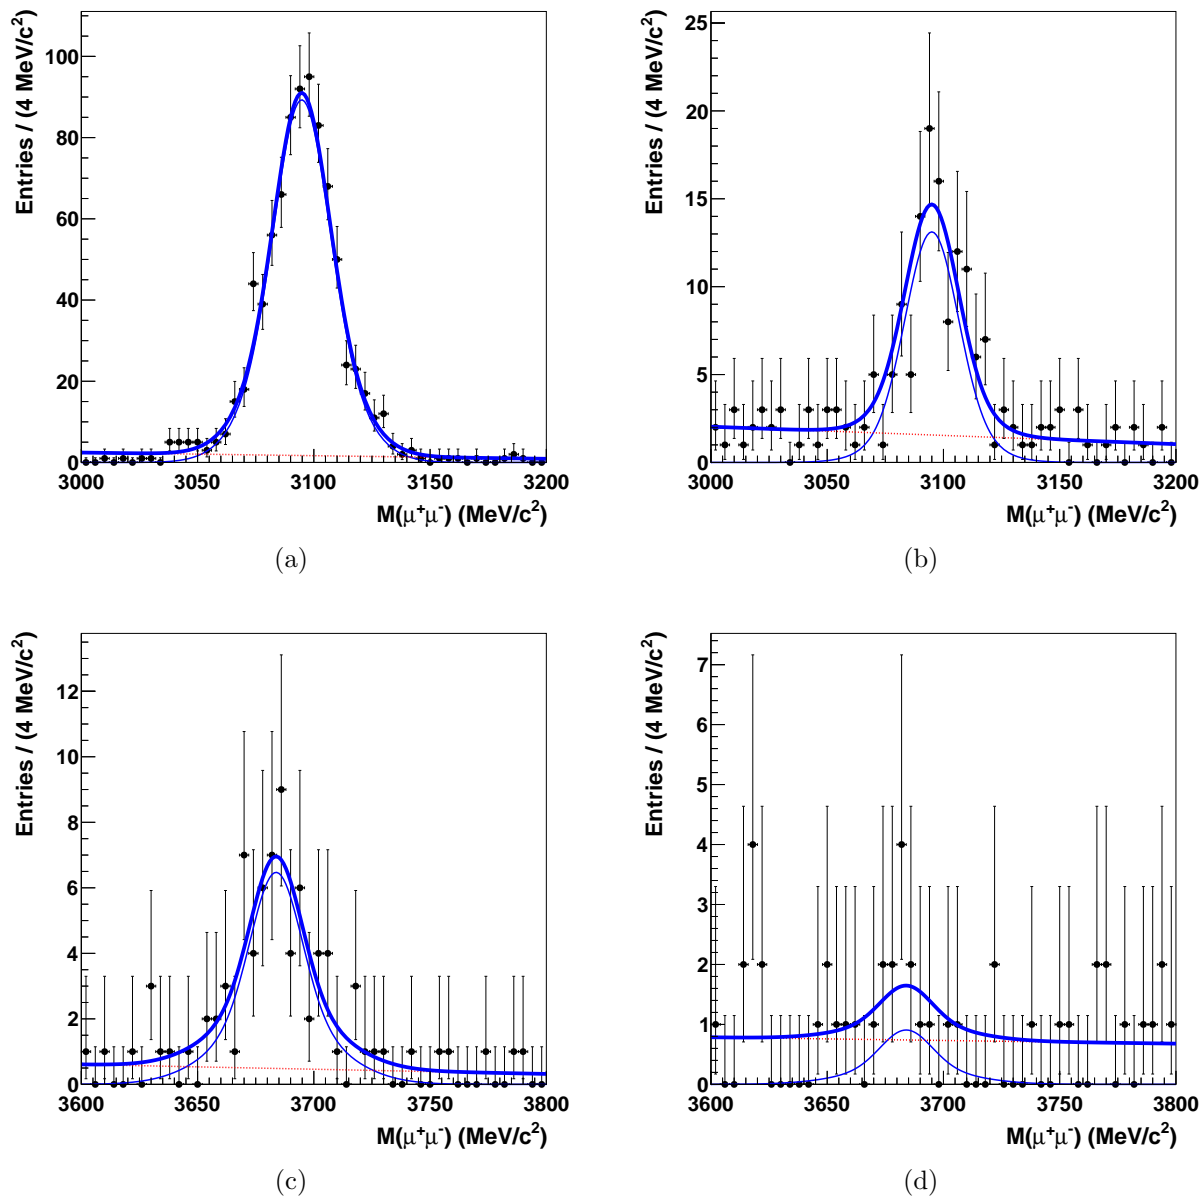 Entries / (4 MeV/c²)
100
80
60
40
20
0
3000 3050 3100 3150 3200
M(μ⁺μ⁻) (MeV/c²)
(a)
Entries / (4 MeV/c²)
25
20
15
10
5
0
3000 3050 3100 3150 3200
M(μ⁺μ⁻) (MeV/c²)
(b)
Entries / (4 MeV/c²)
12
10
8
6
4
2
0
3600 3650 3700 3750 3800
M(μ⁺μ⁻) (MeV/c²)
(c)
Entries / (4 MeV/c²)
7
6
5
4
3
2
1
0
3600 3650 3700 3750 3800
M(μ⁺μ⁻) (MeV/c²)
(d)